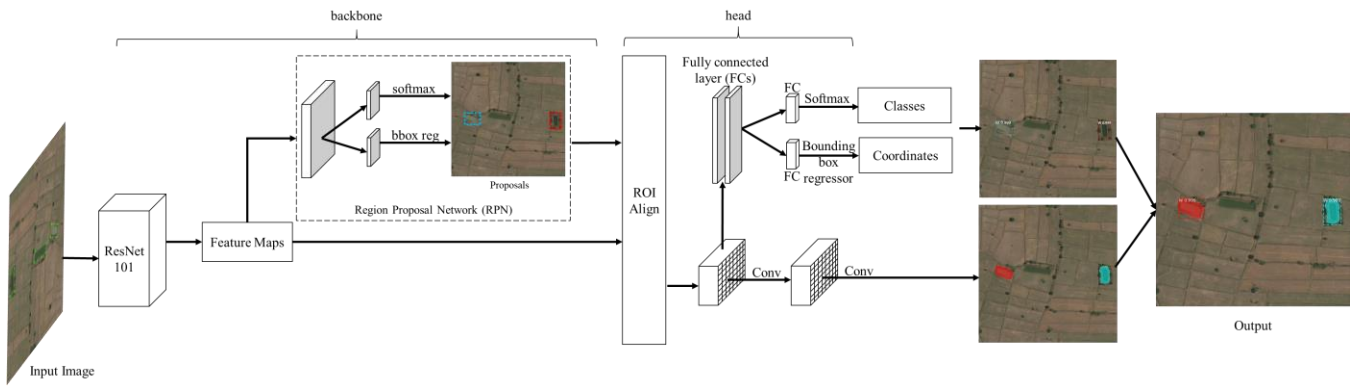 backbone
head
softmax
bbox reg
Proposals
Region Proposal Network (RPN)
ResNet
101
Feature Maps
Input Image
ROI
Align
Fully connected
layer (FCs)
FC
Softmax
Classes
FC
Bounding
box
regressor
Coordinates
Conv
Conv
Output